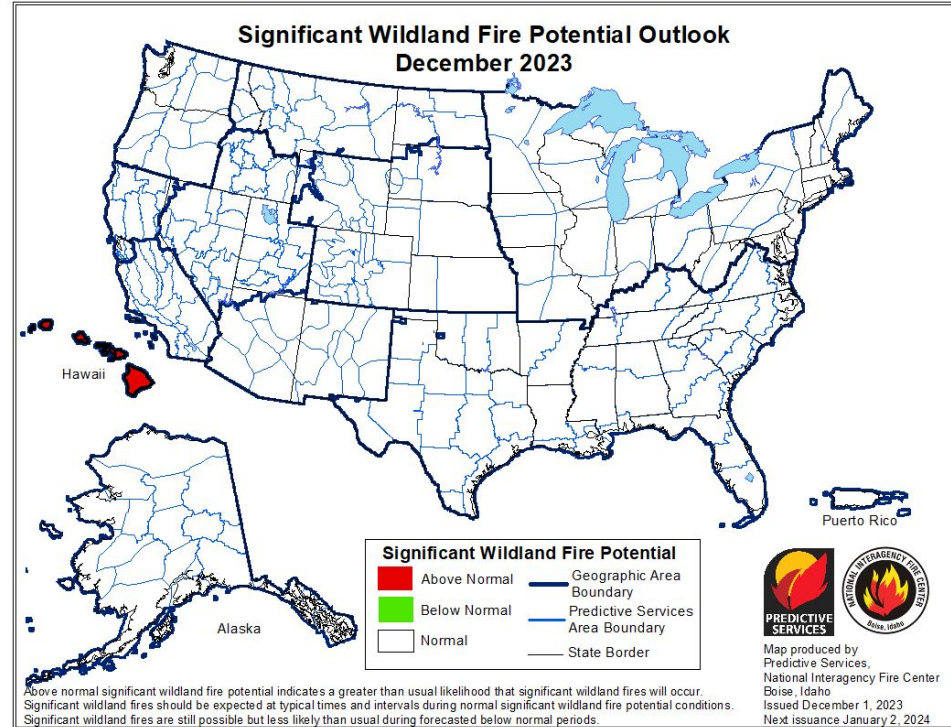 Significant Wildland Fire Potential Outlook
December 2023
Hawaii
Alaska
Puerto Rico
Significant Wildland Fire Potential
Above Normal
Below Normal
Normal
Geographic Area
Boundary
Predictive Services
Area Boundary
State Border
PREDICTIVE
SERVICES
NATIONAL INTERAGENCY FIRE CENTER
Boise, Idaho
Map produced by
Predictive Services,
National Interagency Fire Center
Boise, Idaho
Issued December 1, 2023
Next issuance January 2, 2024
Above normal significant wildland fire potential indicates a greater than usual likelihood that significant wildland fires will occur.
Significant wildland fires should be expected at typical times and intervals during normal significant wildland fire potential conditions.
Significant wildland fires are still possible but less likely than usual during forecasted below normal periods.